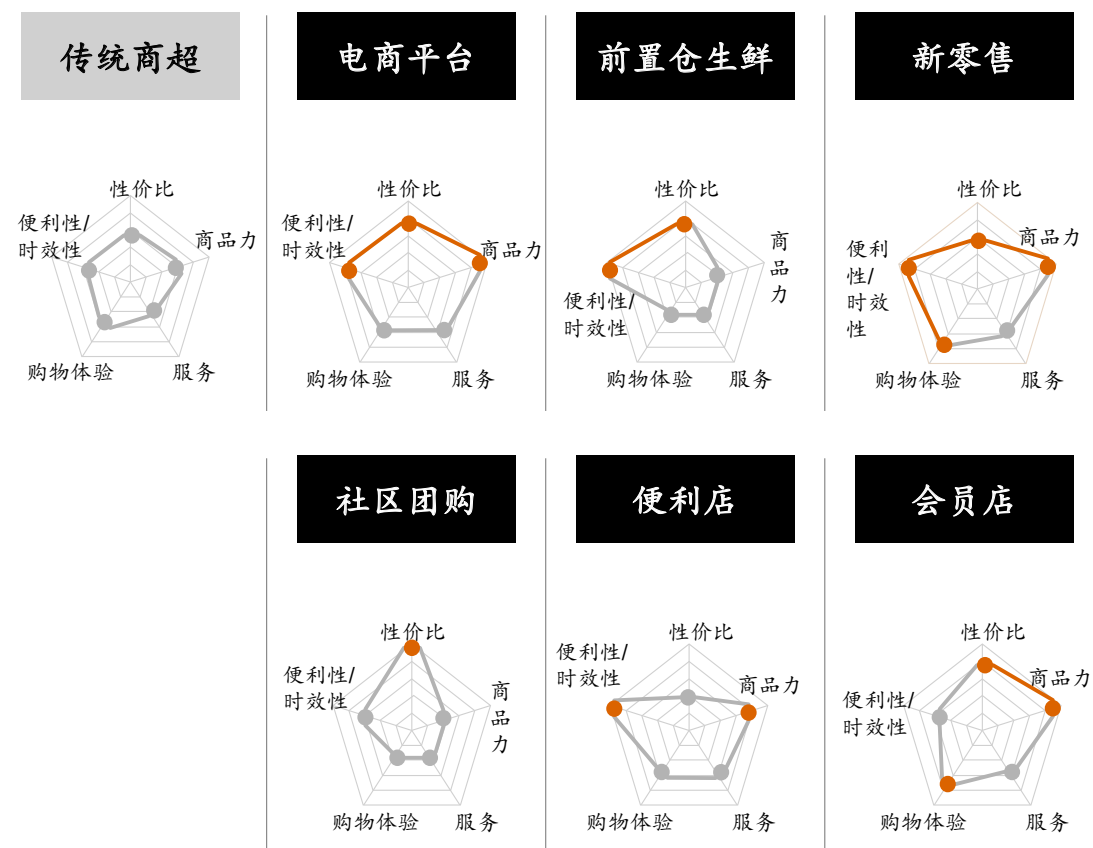 传统商超
性价比
便利性/
时效性
商品力
购物体验
服务
电商平台
性价比
便利性/
时效性
商品力
购物体验
服务
前置仓生鲜
性价比
商
品
力
便利性/
时效性
购物体验
服务
新零售
性价比
商品力
便利
性/
时效
性
购物体验
服务
社区团购
性价比
便利性/
时效性
商
品
力
购物体验
服务
便利店
性价比
便利性/
时效性
商品力
购物体验
服务
会员店
性价比
商品力
便利性/
时效性
购物体验
服务